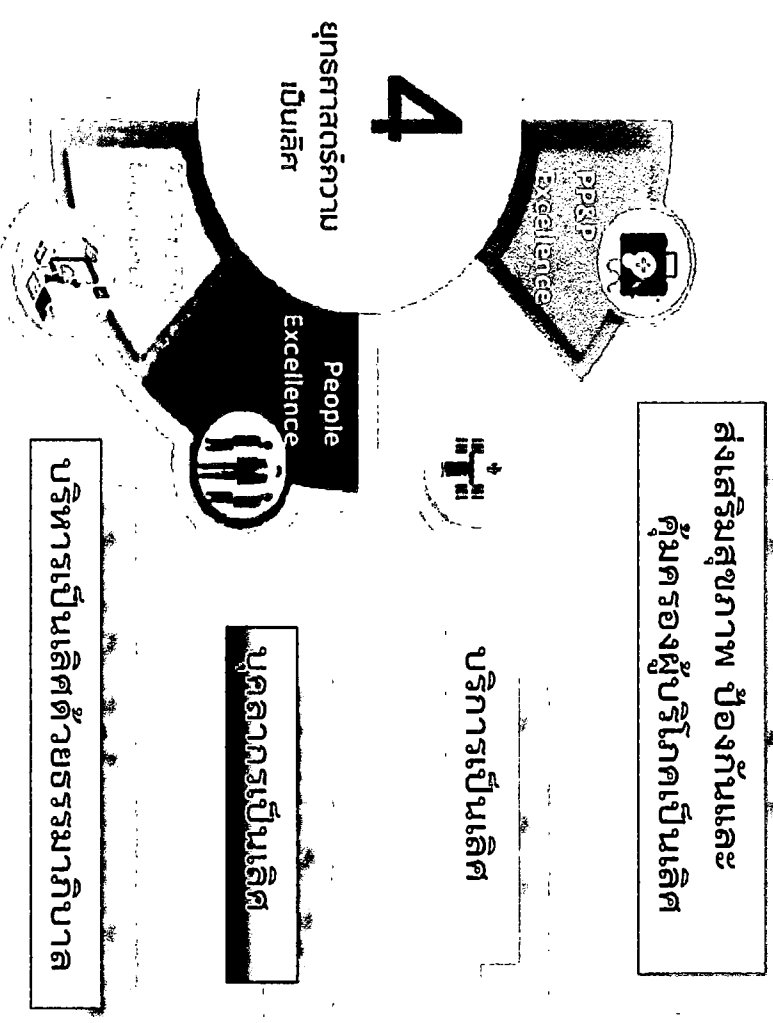 4
ยุทธศาสตร์ความ
เป็นเลิศ
PP&P
Excellence
People
Excellence
ส่งเสริมสุขภาพ ป้องกันและ
คุ้มครองผู้บริโภคเป็นเลิศ
บริการเป็นเลิศ
บุคลากรเป็นเลิศ
บริหารเป็นเลิศด้วยธรรมาภิบาล